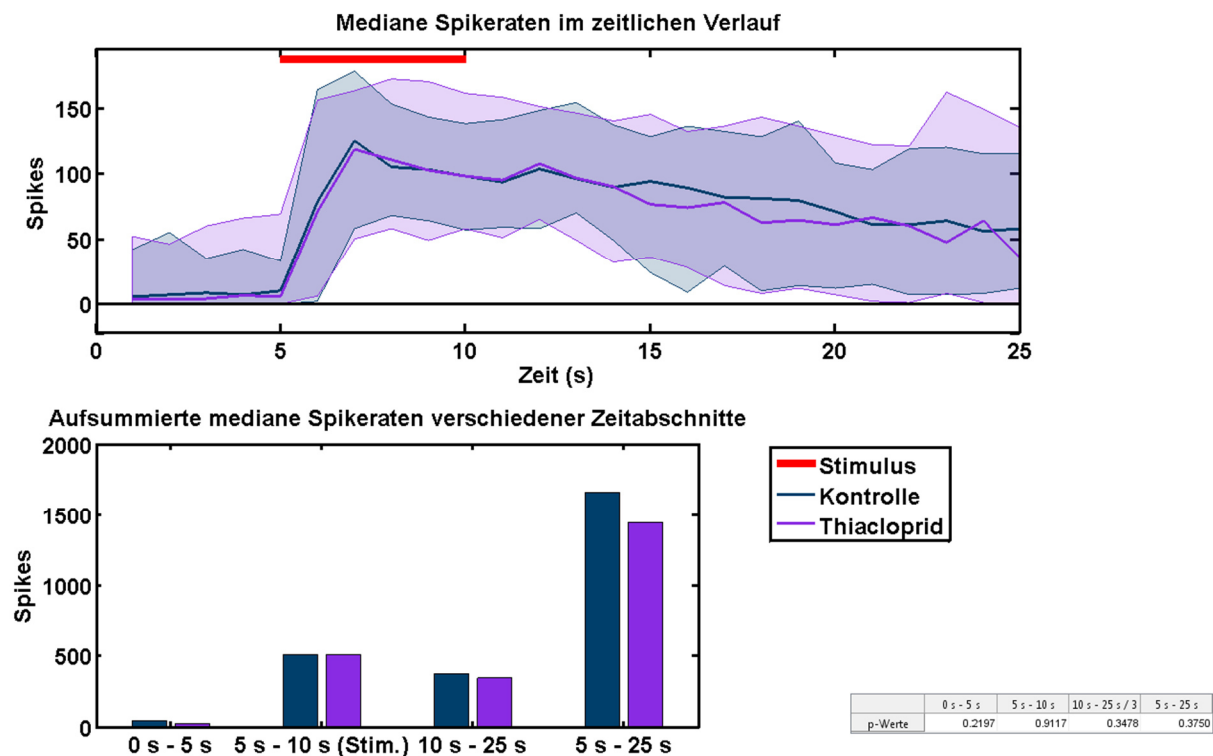 Mediane Spikeraten im zeitlichen Verlauf
150
100
50
0
Spikes
0 5 10 15 20 25
Zeit (s)
Aufsummierte mediane Spikeraten verschiedener Zeitabschnitte
2000
1500
1000
500
0
Spikes
0 s - 5 s 5 s - 10 s (Stim.) 10 s - 25 s 5 s - 25 s
Stimulus
Kontrolle
Thiacloprid
0 s - 5 s 5 s - 10 s 10 s - 25 s / 3 5 s - 25 s
p-Werte 0.2197 0.9117 0.3478 0.3750